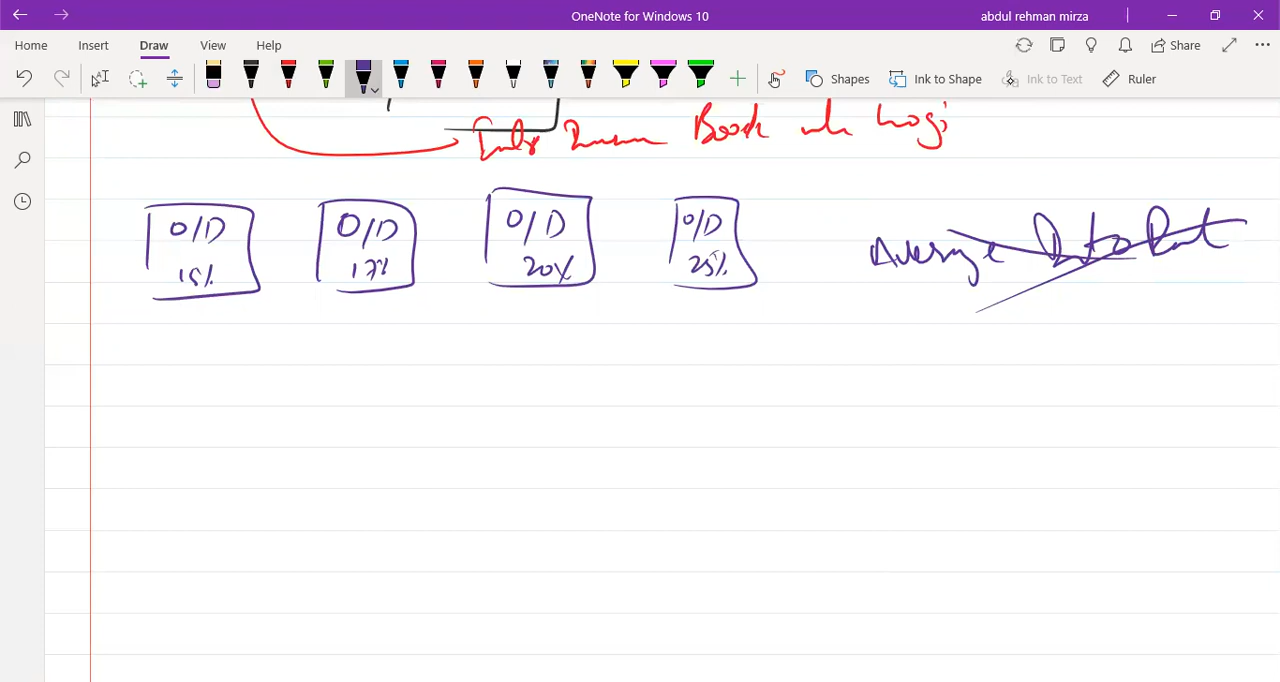 OneNote for Windows 10
abdul rehman mirza
Home Insert Draw View Help
Share
Shapes Ink to Shape Ink to Text Ruler
Book
O/D O/D O/D O/D
15% 17% 20% 25%
Average